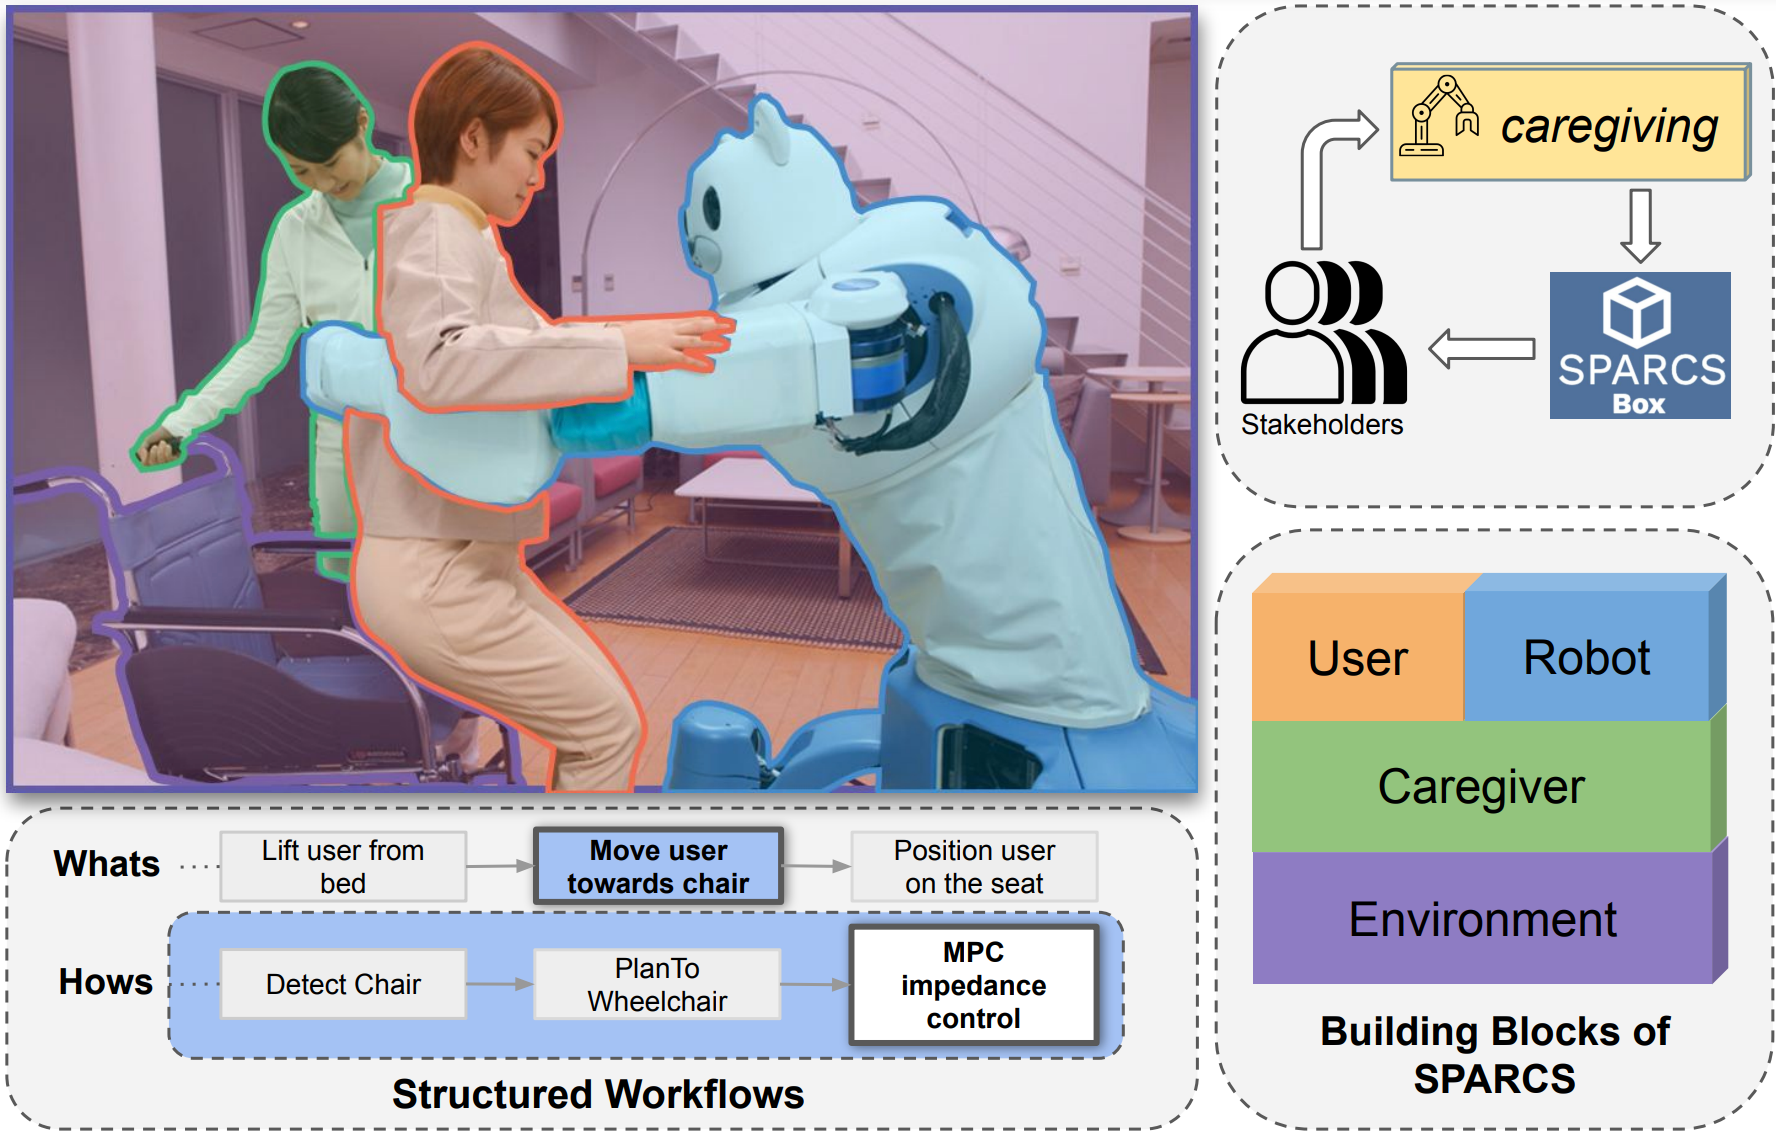 caregiving
SPARCS
Box
Stakeholders
User
Robot
Caregiver
Environment
Building Blocks of
SPARCS
Whats
Lift user from
bed
Move user
towards chair
Position user
on the seat
Hows
Detect Chair
PlanTo
Wheelchair
MPC
impedance
control
Structured Workflows